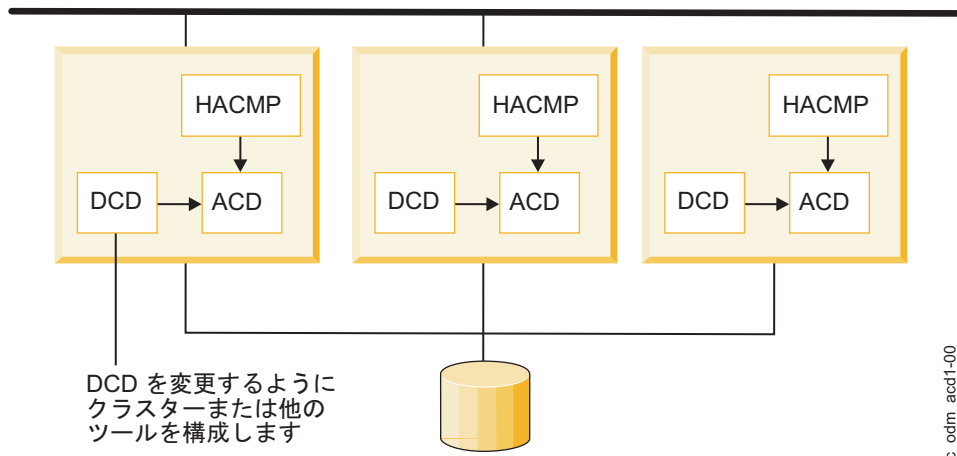 HACMP
HACMP
HACMP
DCD
ACD
DCD
ACD
DCD
ACD
DCD を変更するように
クラスターまたは他の
ツールを構成します
odm acd1-00